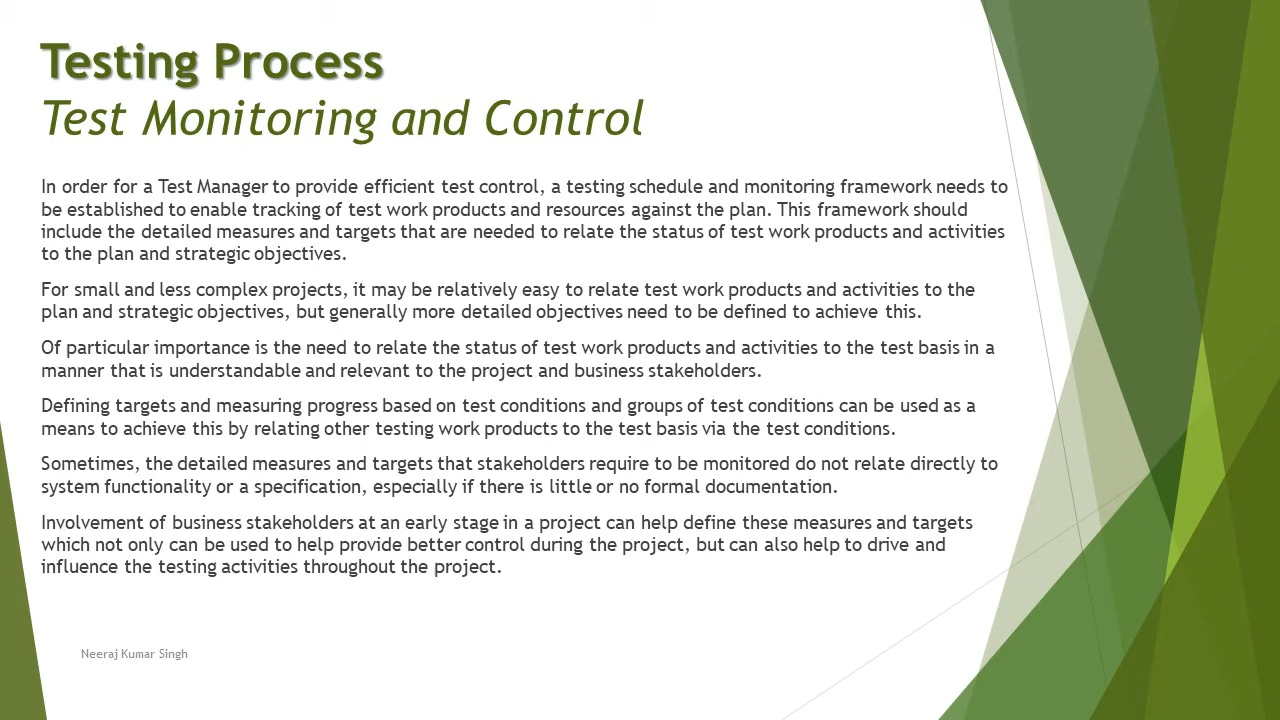 Testing Process
Test Monitoring and Control
In order for a Test Manager to provide efficient test control, a testing schedule and monitoring framework needs to
be established to enable tracking of test work products and resources against the plan. This framework should
include the detailed measures and targets that are needed to relate the status of test work products and activities
to the plan and strategic objectives.
For small and less complex projects, it may be relatively easy to relate test work products and activities to the
plan and strategic objectives, but generally more detailed objectives need to be defined to achieve this.
Of particular importance is the need to relate the status of test work products and activities to the test basis in a
manner that is understandable and relevant to the project and business stakeholders.
Defining targets and measuring progress based on test conditions and groups of test conditions can be used as a
means to achieve this by relating other testing work products to the test basis via the test conditions.
Sometimes, the detailed measures and targets that stakeholders require to be monitored do not relate directly to
system functionality or a specification, especially if there is little or no formal documentation.
Involvement of business stakeholders at an early stage in a project can help define these measures and targets
which not only can be used to help provide better control during the project, but can also help to drive and
influence the testing activities throughout the project.
Neeraj Kumar Singh